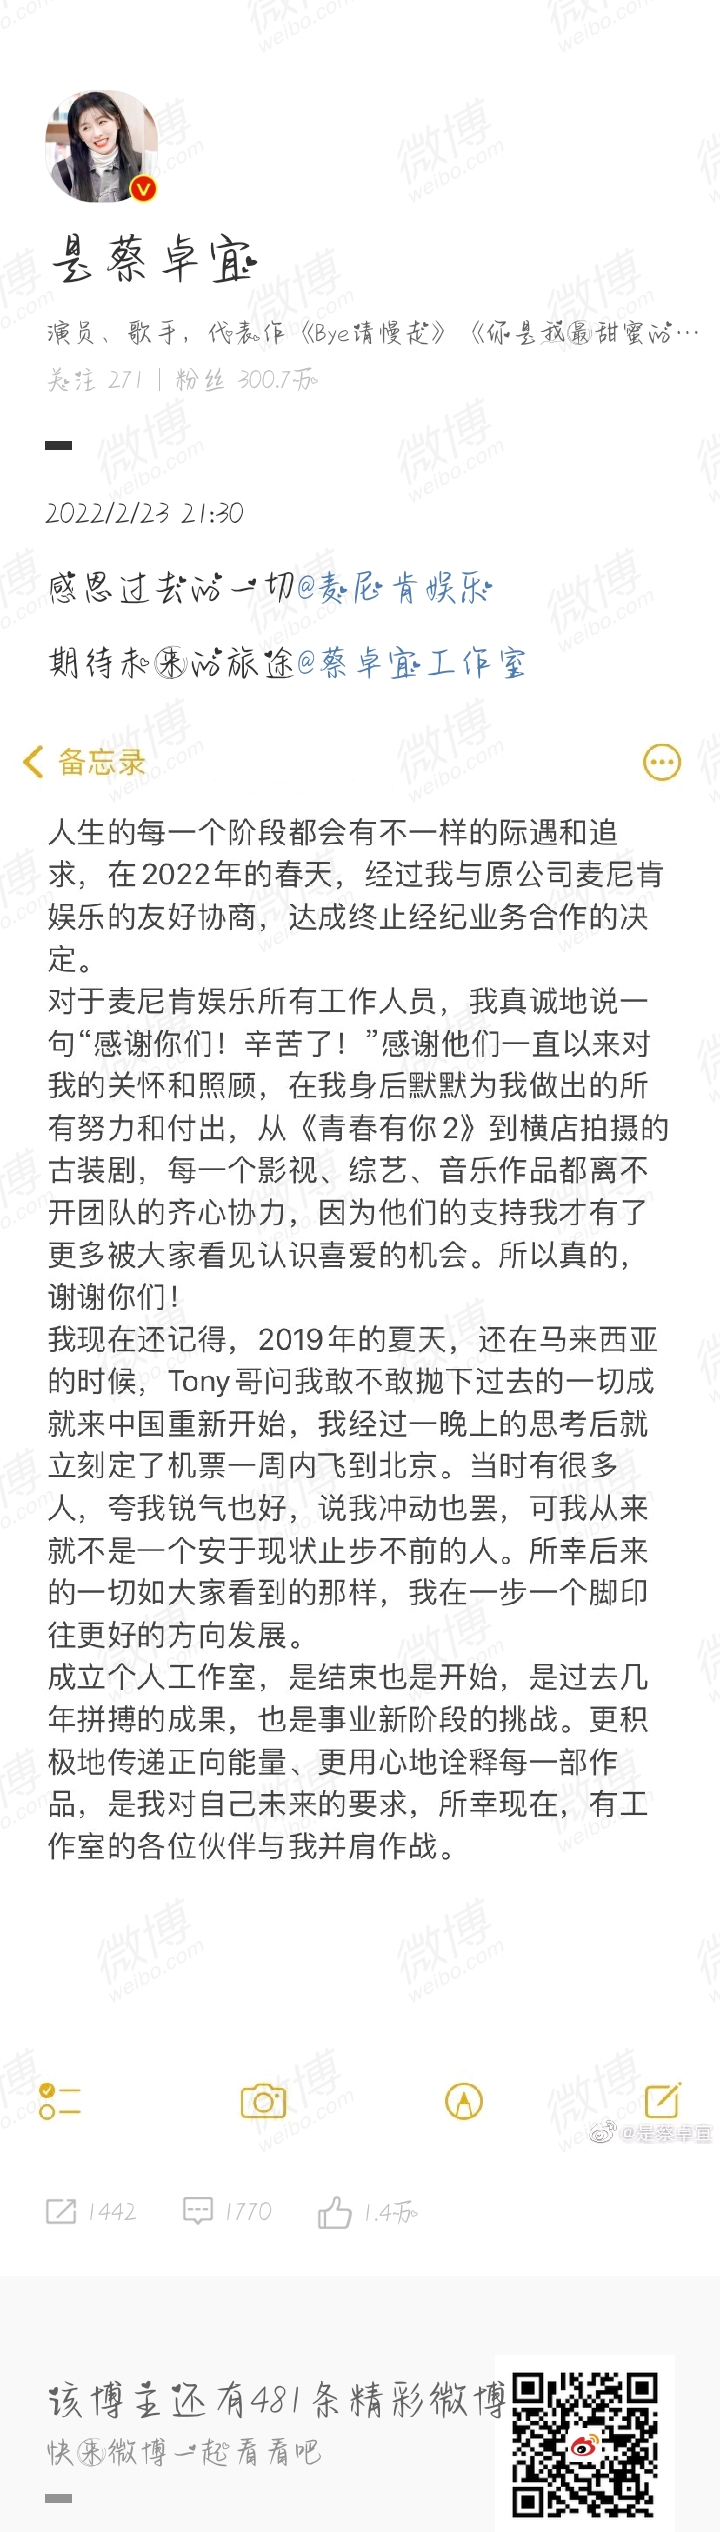 是蔡卓宜
演员、歌手，代表作《Bye请慢走》《你是我最甜蜜的…
关注 271 | 粉丝 300.7万
2022/2/23 21:30
感恩过去的一切@麦尼肯娱乐
期待未来的旅途@蔡卓宜工作室
备忘录
人生的每一个阶段都会有不一样的际遇和追
求，在2022年的春天，经过我与原公司麦尼肯
娱乐的友好协商，达成终止经纪业务合作的决
定。
对于麦尼肯娱乐所有工作人员，我真诚地说一
句“感谢你们！辛苦了！”感谢他们一直以来对
我的关怀和照顾，在我身后默默为我做出的所
有努力和付出，从《青春有你2》到横店拍摄的
古装剧，每一个影视、综艺、音乐作品都离不
开团队的齐心协力，因为他们的支持我才有了
更多被大家看见认识喜爱的机会。所以真的，
谢谢你们！
我现在还记得，2019年的夏天，还在马来西亚
的时候，Tony哥问我敢不敢抛下过去的一切成
就来中国重新开始，我经过一晚上的思考后就
立刻定了机票一周内飞到北京。当时有很多
人，夸我锐气也好，说我冲动也罢，可我从来
就不是一个安于现状止步不前的人。所幸后来
的一切如大家看到的那样，我在一步一个脚印
往更好的方向发展。
成立个人工作室，是结束也是开始，是过去几
年拼搏的成果，也是事业新阶段的挑战。更积
极地传递正向能量、更用心地诠释每一部作
品，是我对自己未来的要求，所幸现在，有工
作室的各位伙伴与我并肩作战。
@是蔡卓宜
1442 1770 1.4万
该博主还有481条精彩微博
快来微博一起看看吧
微博
weibo.com